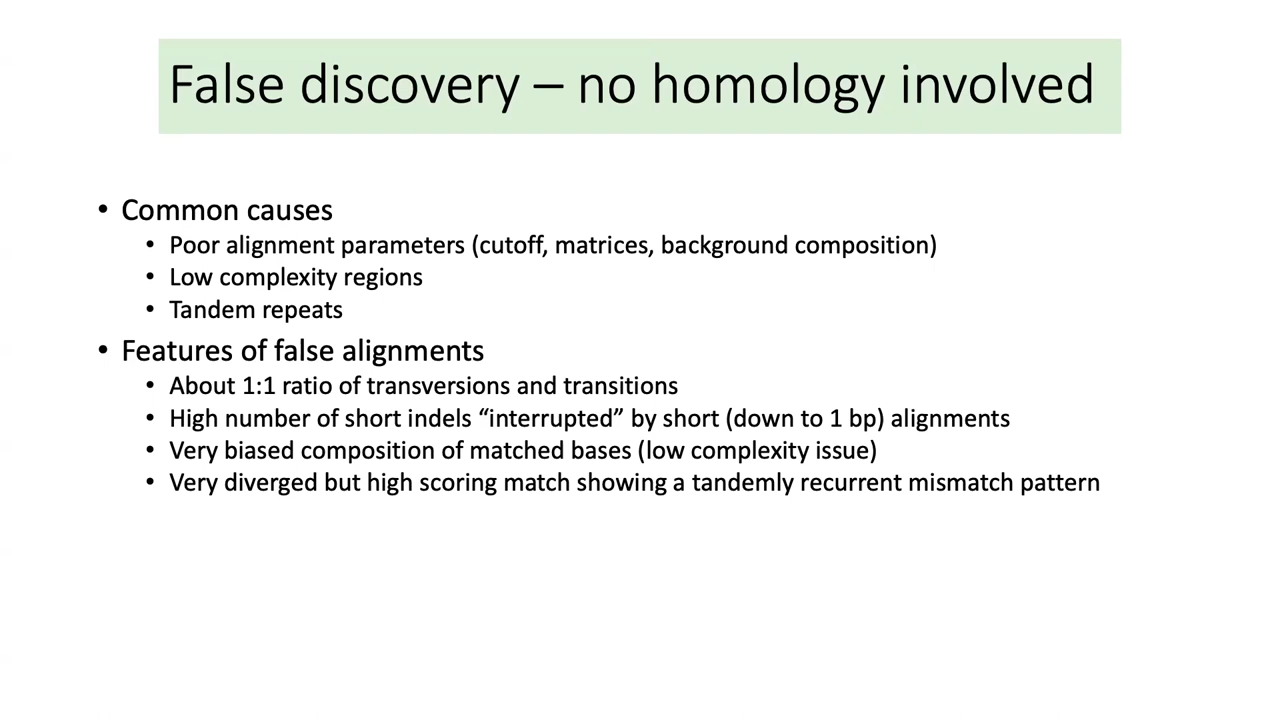 False discovery – no homology involved
• Common causes
• Poor alignment parameters (cutoff, matrices, background composition)
• Low complexity regions
• Tandem repeats
• Features of false alignments
• About 1:1 ratio of transversions and transitions
• High number of short indels “interrupted” by short (down to 1 bp) alignments
• Very biased composition of matched bases (low complexity issue)
• Very diverged but high scoring match showing a tandemly recurrent mismatch pattern